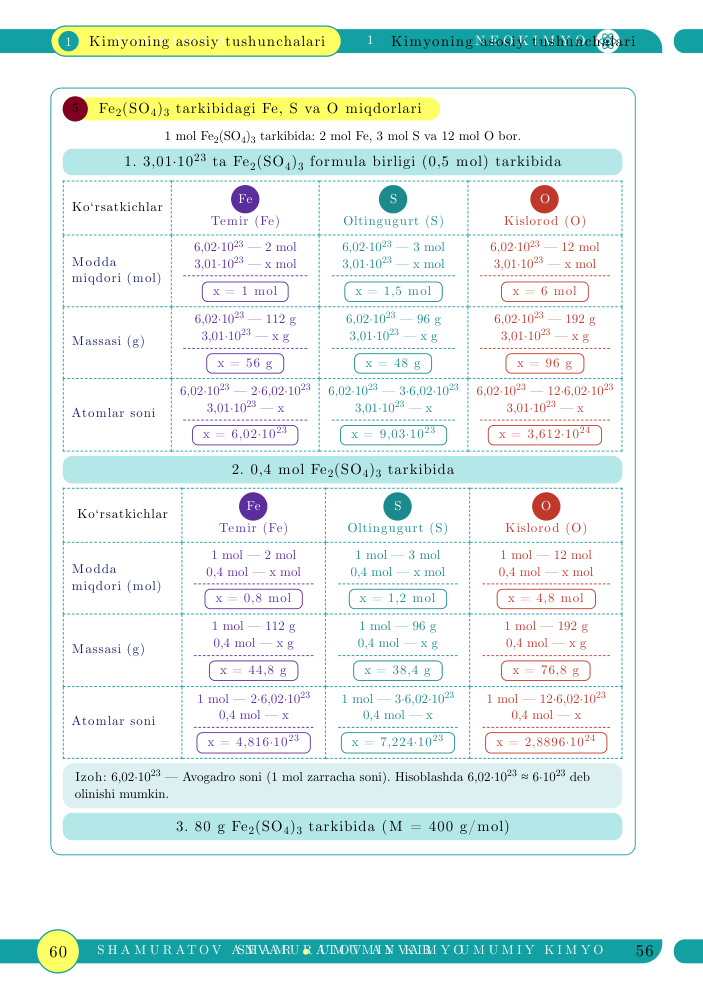 1 Kimyoning asosiy tushunchalari
1 Kimyoning asosiy tushunchalari
NEOKIMYO
5 Fe₂(SO₄)₃ tarkibidagi Fe, S va O miqdorlari
1 mol Fe₂(SO₄)₃ tarkibida: 2 mol Fe, 3 mol S va 12 mol O bor.
1. 3,01·10²³ ta Fe₂(SO₄)₃ formula birligi (0,5 mol) tarkibida
Fe S O
Ko‘rsatkichlar Temir (Fe) Oltingugurt (S) Kislorod (O)
6,02·10²³ — 2 mol 6,02·10²³ — 3 mol 6,02·10²³ — 12 mol
Modda
3,01·10²³ — x mol 3,01·10²³ — x mol 3,01·10²³ — x mol
miqdori (mol)
x = 1 mol x = 1,5 mol x = 6 mol
6,02·10²³ — 112 g 6,02·10²³ — 96 g 6,02·10²³ — 192 g
Massasi (g) 3,01·10²³ — x g 3,01·10²³ — x g 3,01·10²³ — x g
x = 56 g x = 48 g x = 96 g
6,02·10²³ — 2·6,02·10²³ 6,02·10²³ — 3·6,02·10²³ 6,02·10²³ — 12·6,02·10²³
Atomlar soni 3,01·10²³ — x 3,01·10²³ — x 3,01·10²³ — x
x = 6,02·10²³ x = 9,03·10²³ x = 3,612·10²⁴
2. 0,4 mol Fe₂(SO₄)₃ tarkibida
Fe S O
Ko‘rsatkichlar Temir (Fe) Oltingugurt (S) Kislorod (O)
1 mol — 2 mol 1 mol — 3 mol 1 mol — 12 mol
Modda
0,4 mol — x mol 0,4 mol — x mol 0,4 mol — x mol
miqdori (mol)
x = 0,8 mol x = 1,2 mol x = 4,8 mol
1 mol — 112 g 1 mol — 96 g 1 mol — 192 g
Massasi (g) 0,4 mol — x g 0,4 mol — x g 0,4 mol — x g
x = 44,8 g x = 38,4 g x = 76,8 g
1 mol — 2·6,02·10²³ 1 mol — 3·6,02·10²³ 1 mol — 12·6,02·10²³
Atomlar soni 0,4 mol — x 0,4 mol — x 0,4 mol — x
x = 4,816·10²³ x = 7,224·10²³ x = 2,8896·10²⁴
Izoh: 6,02·10²³ — Avogadro soni (1 mol zarracha soni). Hisoblashda 6,02·10²³ ≈ 6·10²³ deb
olinishi mumkin.
3. 80 g Fe₂(SO₄)₃ tarkibida (M = 400 g/mol)
60 SHAMURATOV UMUMIY KIMYO 56